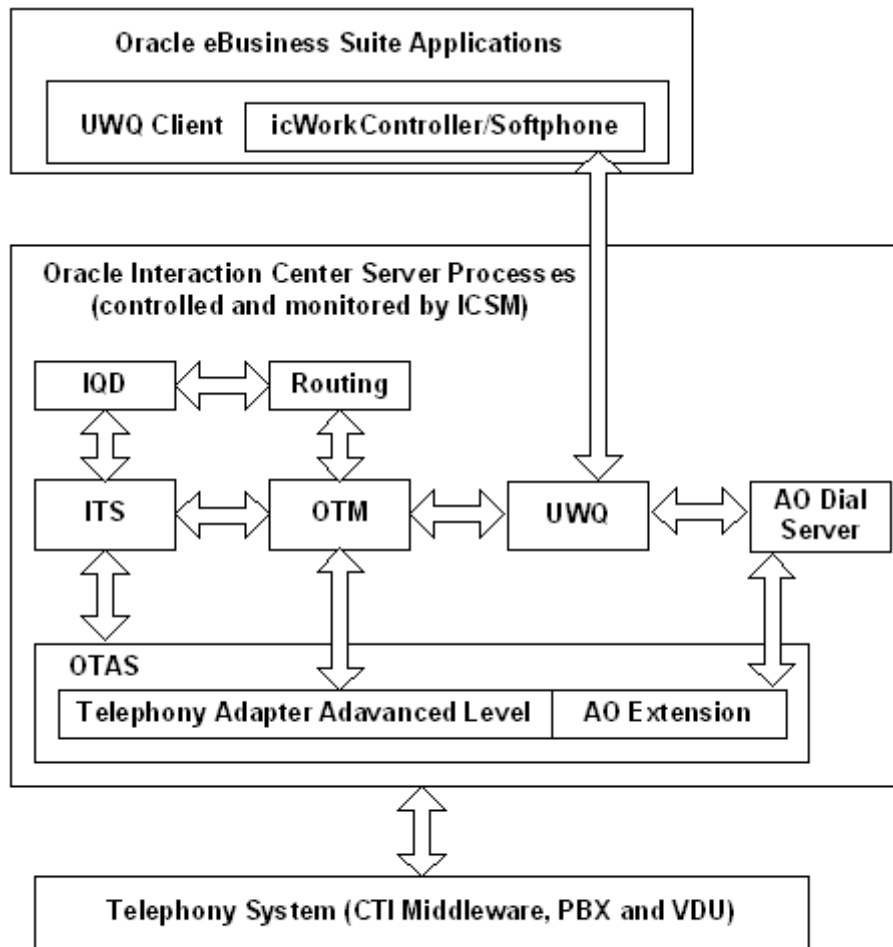 Oracle eBusiness Suite Applications
UWQ Client
icWorkController/Softphone
Oracle Interaction Center Server Processes
(controlled and monitored by ICSM)
IQD
Routing
ITS
OTM
UWQ
AO Dial
Server
OTAS
Telephony Adapter Adavanced Level
AO Extension
Telephony System (CTI Middleware, PBX and VDU)